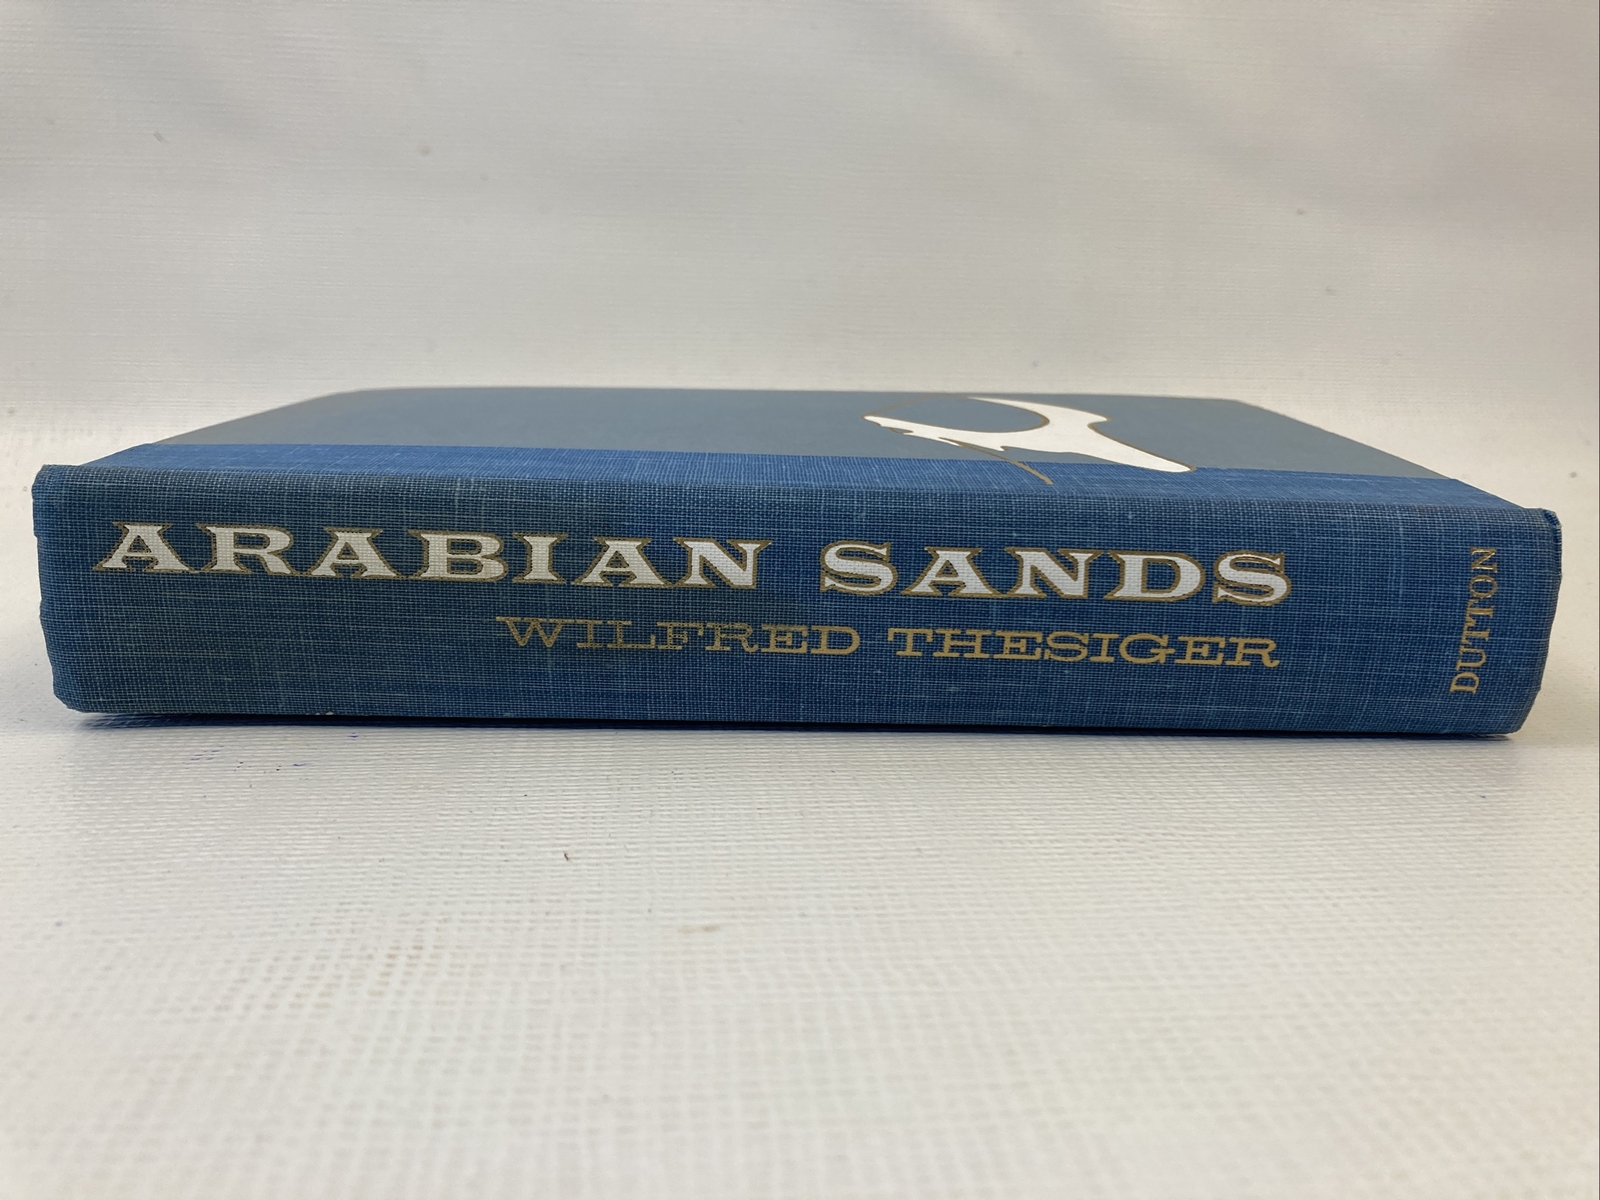 ARABIAN SANDS
WILFRED THESIGER
DUTTON